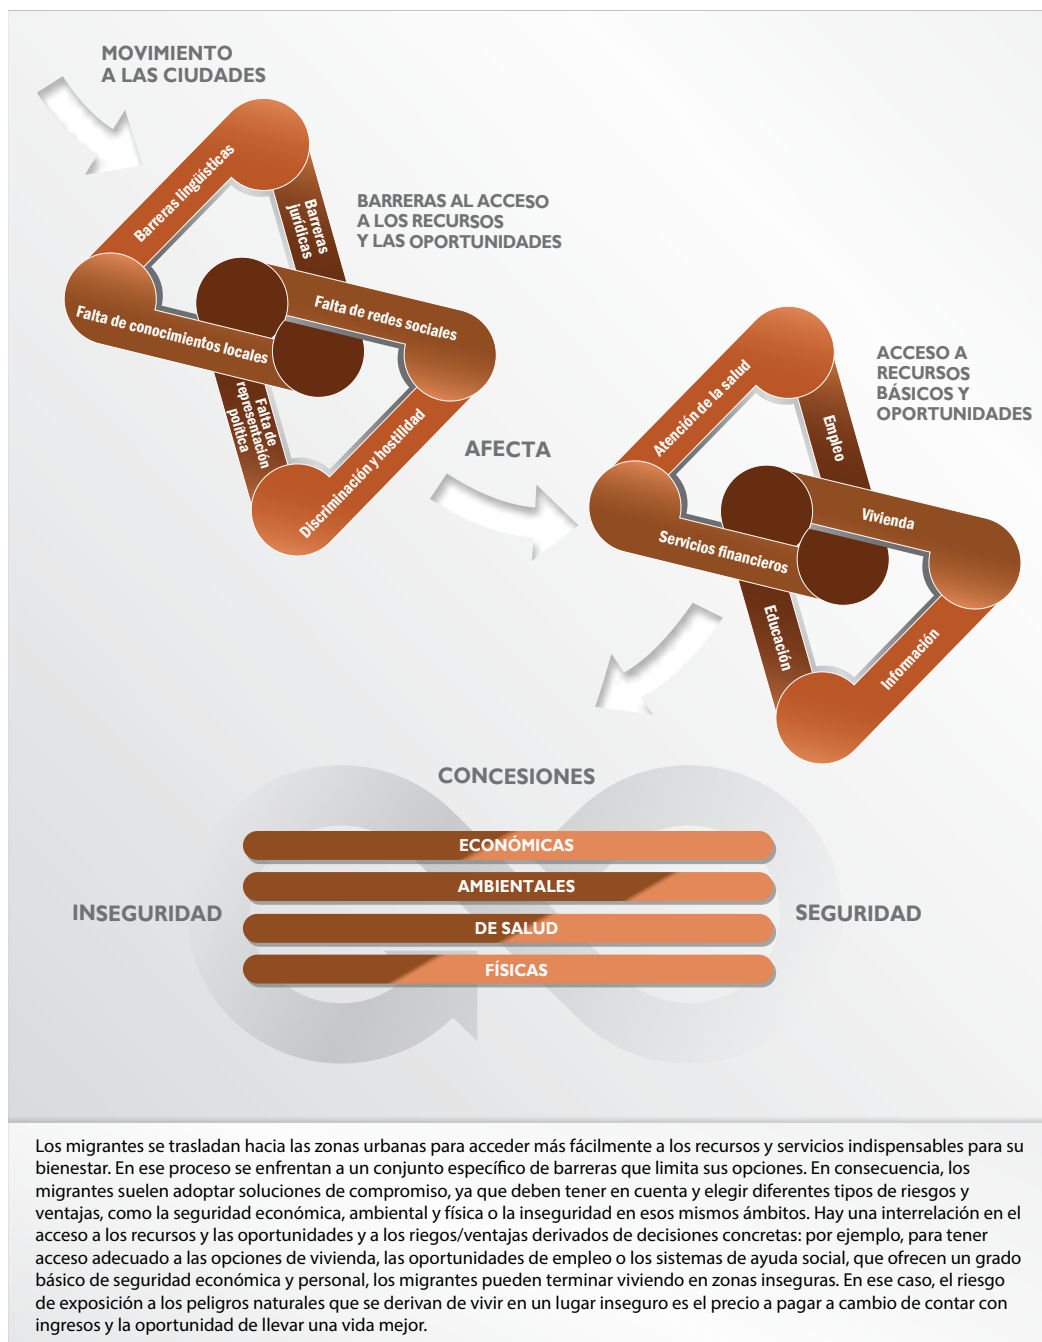 MOVIMIENTO
A LAS CIUDADES
Barreras lingüísticas
Barreras
jurídicas
BARRERAS AL ACCESO
A LOS RECURSOS
Y LAS OPORTUNIDADES
Falta de redes sociales
Falta de conocimientos locales
Falta de
representación
política
Discriminación y hostilidad
AFECTA
ACCESO A
RECURSOS
BÁSICOS Y
OPORTUNIDADES
Atención de la salud
Empleo
Vivienda
Servicios financieros
Educación
Información
CONCESIONES
ECONÓMICAS
AMBIENTALES
INSEGURIDAD
SEGURIDAD
DE SALUD
FÍSICAS
Los migrantes se trasladan hacia las zonas urbanas para acceder más fácilmente a los recursos y servicios indispensables para su
bienestar. En ese proceso se enfrentan a un conjunto específico de barreras que limita sus opciones. En consecuencia, los
migrantes suelen adoptar soluciones de compromiso, ya que deben tener en cuenta y elegir diferentes tipos de riesgos y
ventajas, como la seguridad económica, ambiental y física o la inseguridad en esos mismos ámbitos. Hay una interrelación en el
acceso a los recursos y las oportunidades y a los riegos/ventajas derivados de decisiones concretas: por ejemplo, para tener
acceso adecuado a las opciones de vivienda, las oportunidades de empleo o los sistemas de ayuda social, que ofrecen un grado
básico de seguridad económica y personal, los migrantes pueden terminar viviendo en zonas inseguras. En ese caso, el riesgo
de exposición a los peligros naturales que se derivan de vivir en un lugar inseguro es el precio a pagar a cambio de contar con
ingresos y la oportunidad de llevar una vida mejor.